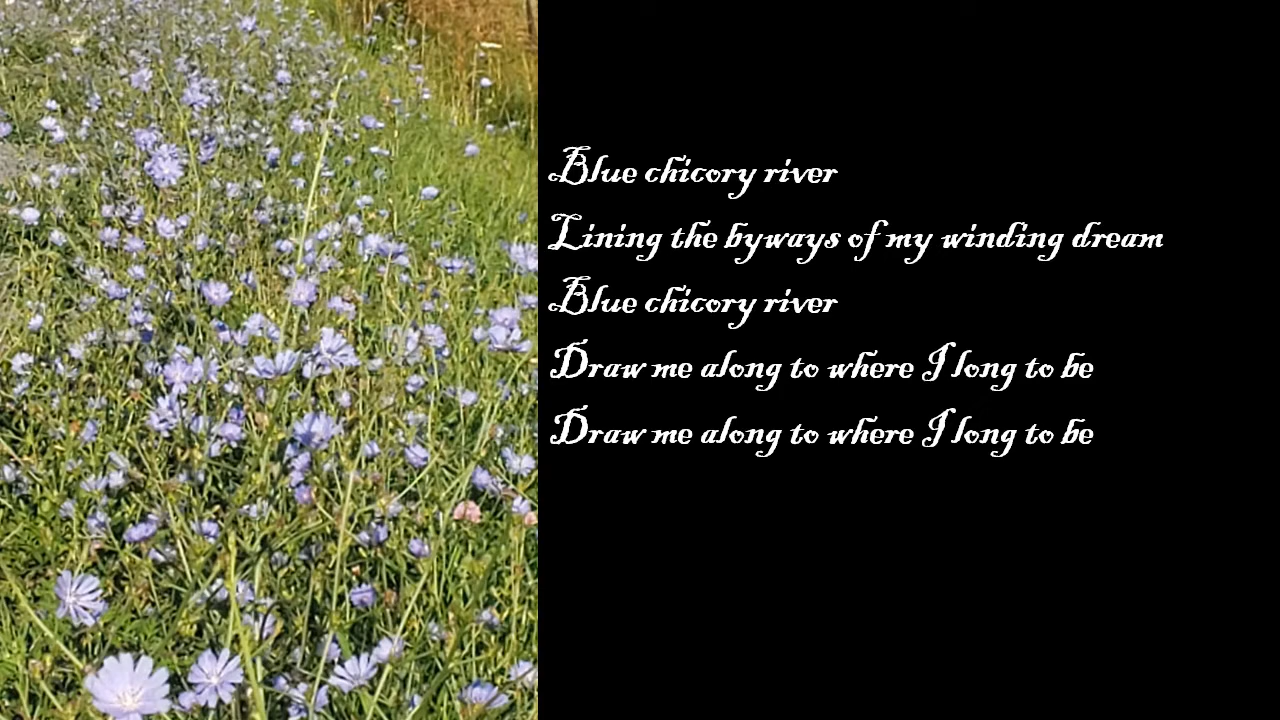 Blue chicory river
Lining the byways of my winding dream
Blue chicory river
Draw me along to where I long to be
Draw me along to where I long to be